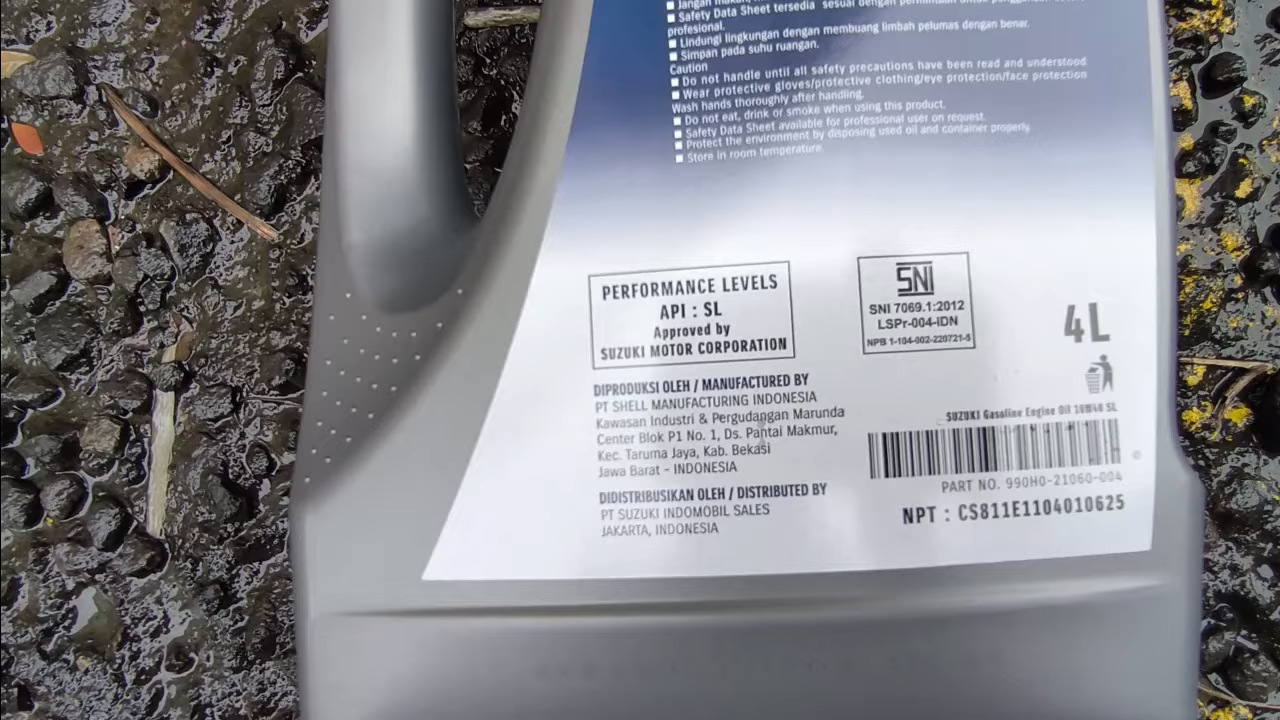 Safety Data Sheet tersedia sesuai dengan permintaan untuk
profesional.
Lindungi lingkungan dengan membuang limbah pelumas dengan benar.
Simpan pada suhu ruangan.
Caution
Do not handle until all safety precautions have been read and understood
Wear protective gloves/protective clothing/eye protection/face protection
Wash hands thoroughly after handling.
Do not eat, drink or smoke when using this product.
Safety Data Sheet available for professional user on request.
Protect the environment by disposing used oil and container properly.
Store in room temperature.
PERFORMANCE LEVELS
API : SL
Approved by
SUZUKI MOTOR CORPORATION
SNI
SNI 7069.1:2012
LSPr-004-IDN
NPB 1-104-002-220721-5
4L
DIPRODUKSI OLEH / MANUFACTURED BY
PT SHELL MANUFACTURING INDONESIA
Kawasan Industri & Pergudangan Marunda
Center Blok P1 No. 1, Ds. Pantai Makmur,
Kec. Taruma Jaya, Kab. Bekasi
Jawa Barat - INDONESIA
DIDISTRIBUSIKAN OLEH / DISTRIBUTED BY
PT SUZUKI INDOMOBIL SALES
JAKARTA, INDONESIA
SUZUKI Gasoline Engine Oil 10W40 SL
PART NO. 990H0-21060-004
NPT : CS811E1104010625